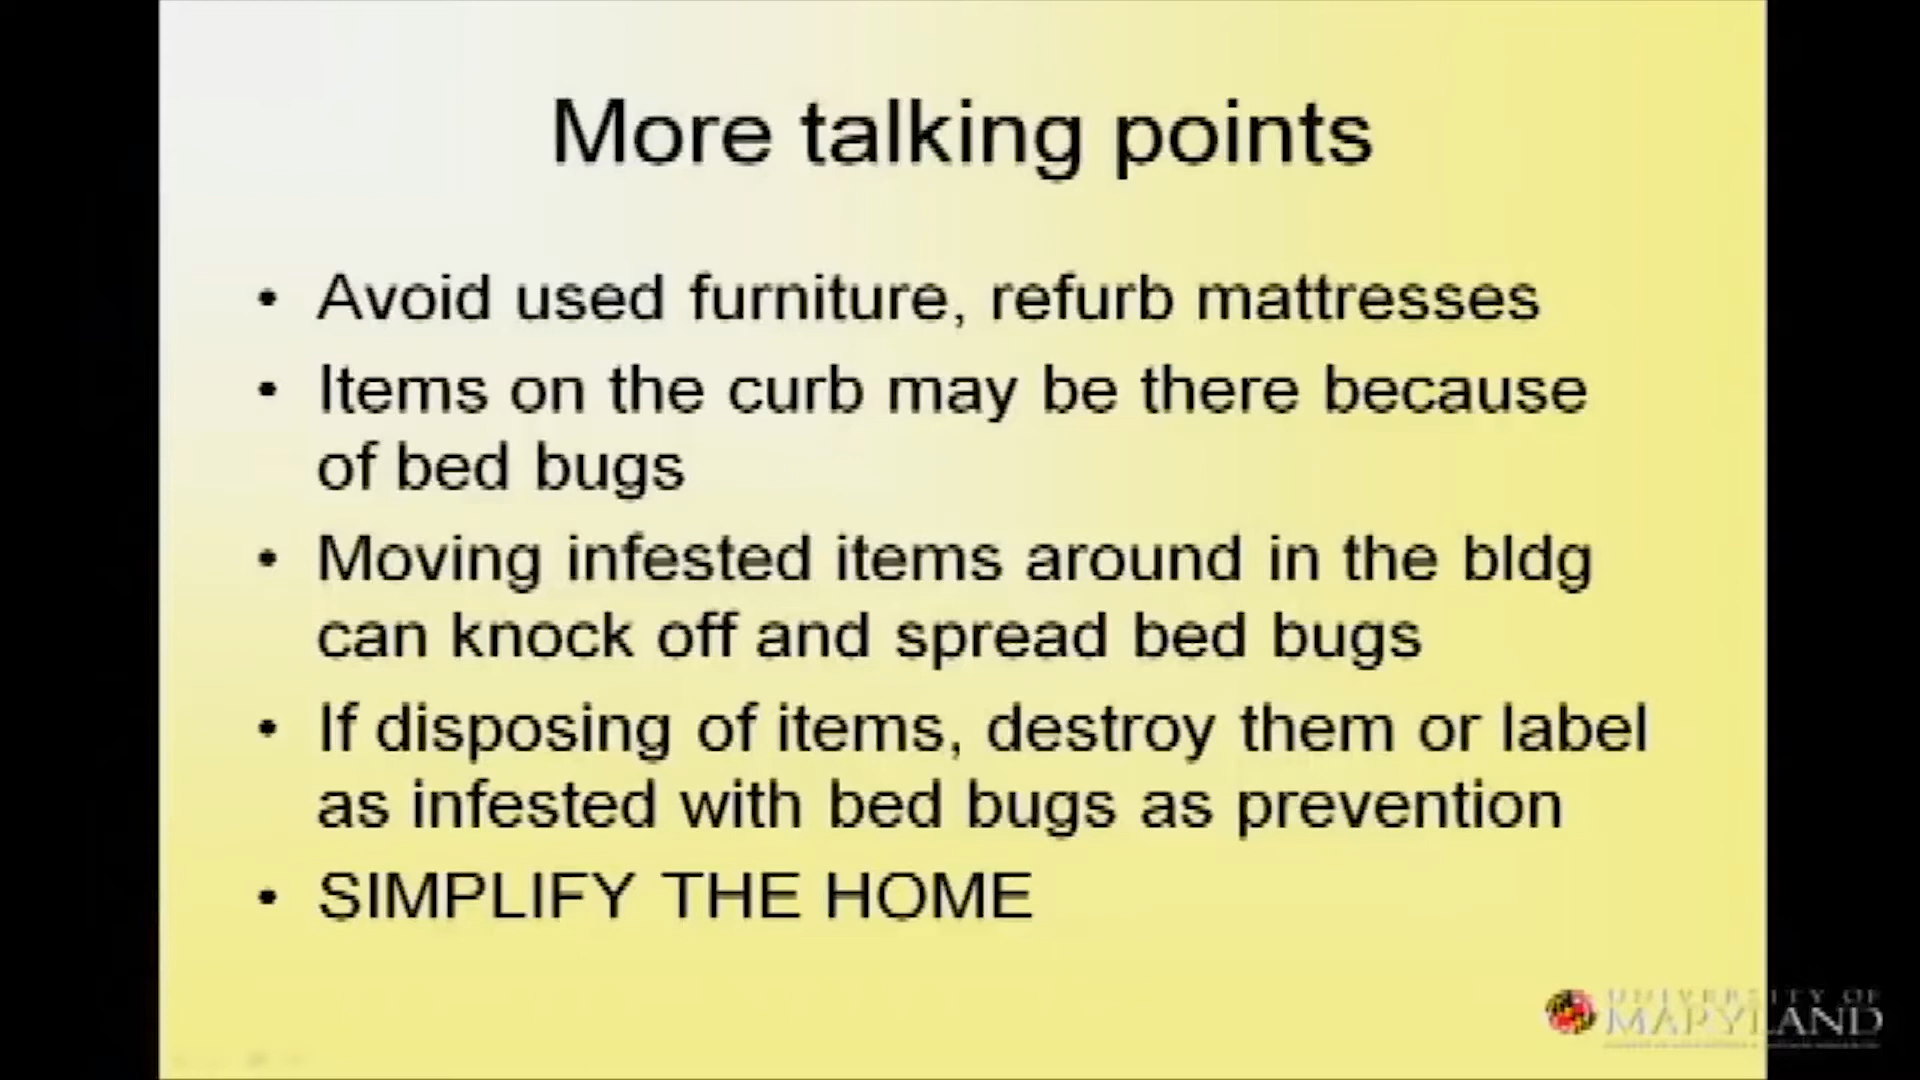 More talking points
• Avoid used furniture, refurb mattresses
• Items on the curb may be there because
of bed bugs
• Moving infested items around in the bldg
can knock off and spread bed bugs
• If disposing of items, destroy them or label
as infested with bed bugs as prevention
• SIMPLIFY THE HOME
UNIVERSITY OF
MARYLAND